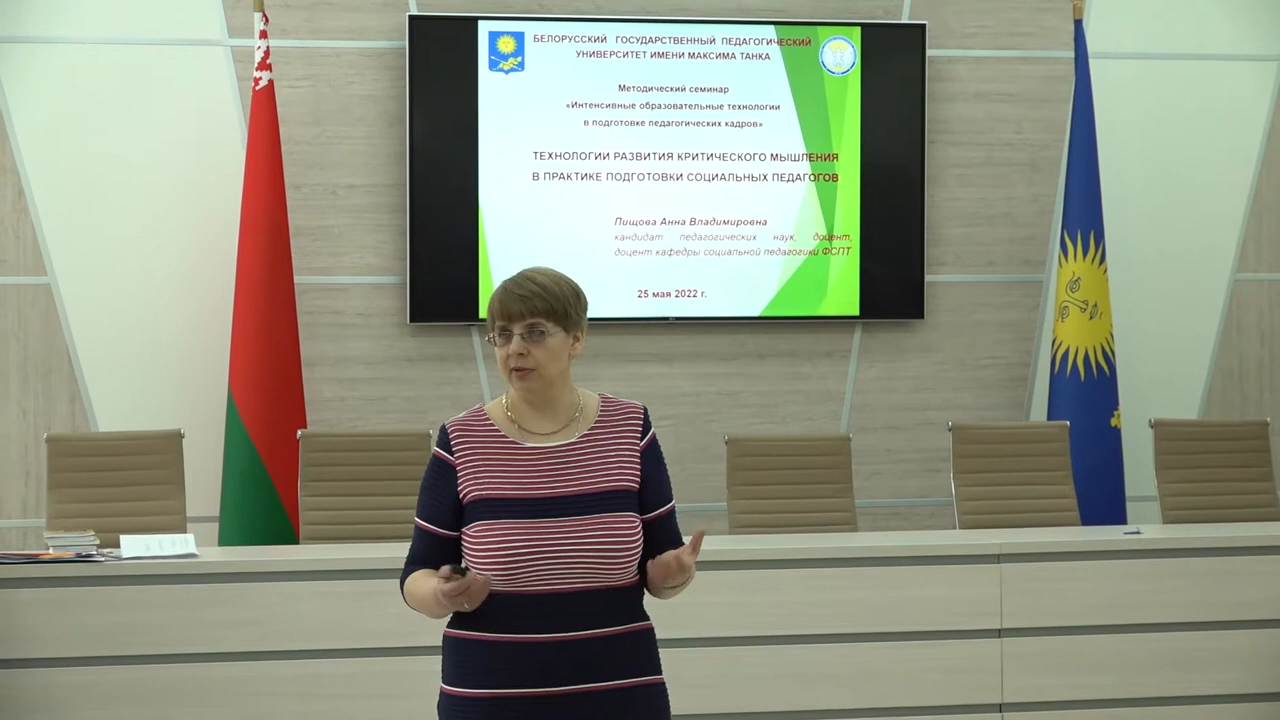 БЕЛОРУССКИЙ ГОСУДАРСТВЕННЫЙ ПЕДАГОГИЧЕСКИЙ
УНИВЕРСИТЕТ ИМЕНИ МАКСИМА ТАНКА
Методический семинар
«Интенсивные образовательные технологии
в подготовке педагогических кадров»
ТЕХНОЛОГИИ РАЗВИТИЯ КРИТИЧЕСКОГО МЫШЛЕНИЯ
В ПРАКТИКЕ ПОДГОТОВКИ СОЦИАЛЬНЫХ ПЕДАГОГОВ
Пищова Анна Владимировна
кандидат педагогических наук, доцент,
доцент кафедры социальной педагогики ФСПТ
25 мая 2022 г.